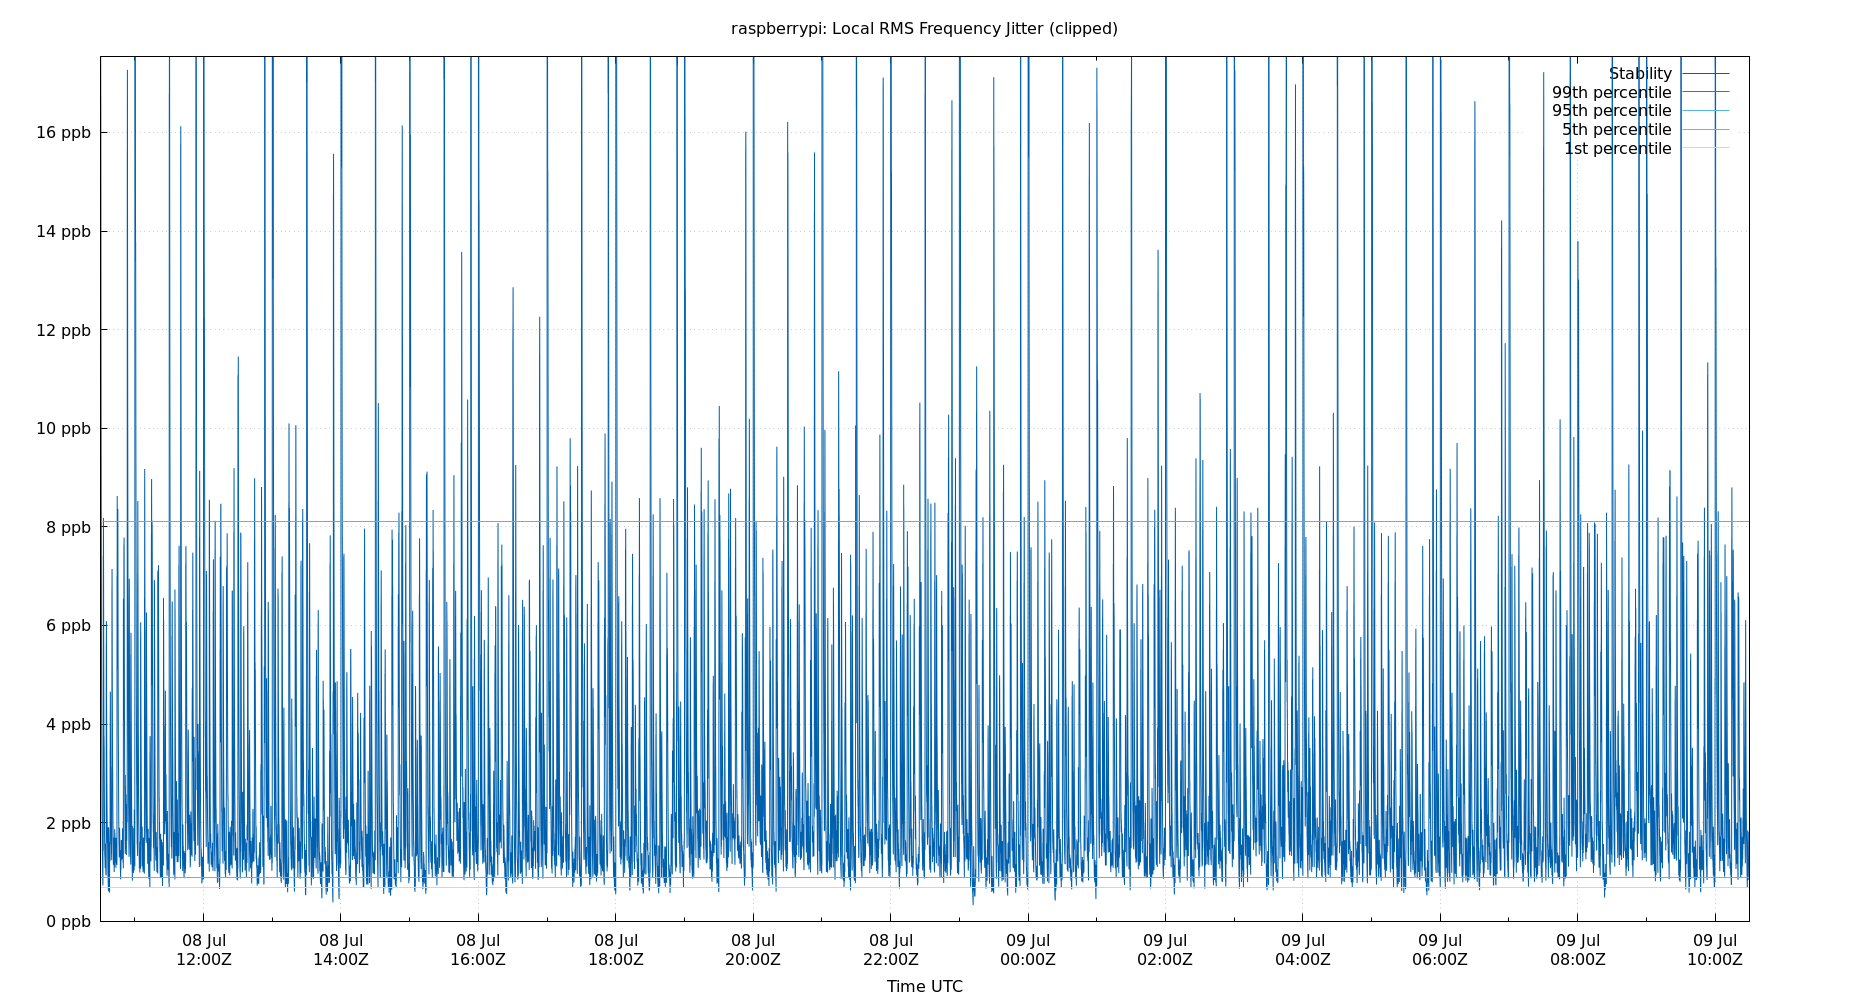 raspberrypi: Local RMS Frequency Jitter (clipped)
Stability
99th percentile
95th percentile
5th percentile
1st percentile
16 ppb
14 ppb
12 ppb
10 ppb
8 ppb
6 ppb
4 ppb
2 ppb
0 ppb
08 Jul 08 Jul 08 Jul 08 Jul 08 Jul 08 Jul 09 Jul 09 Jul 09 Jul 09 Jul 09 Jul 09 Jul
12:00Z 14:00Z 16:00Z 18:00Z 20:00Z 22:00Z 00:00Z 02:00Z 04:00Z 06:00Z 08:00Z 10:00Z
Time UTC